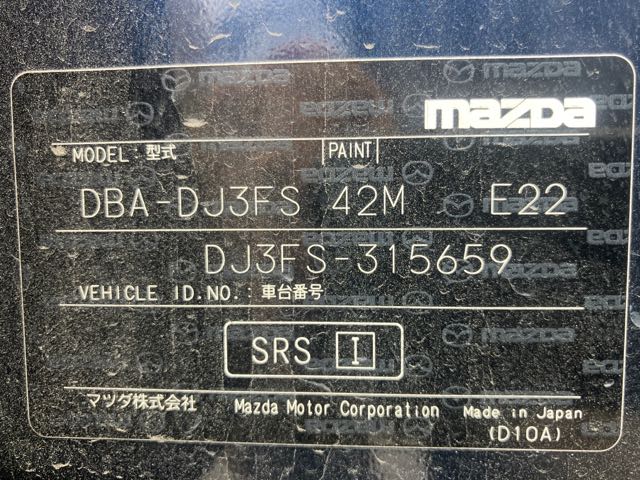 mazda
MODEL : 型式 PAINT
DBA-DJ3FS 42M E22
DJ3FS-315659
VEHICLE ID.NO. : 車台番号
SRS I
マツダ株式会社 Mazda Motor Corporation Made in Japan
(D10A)